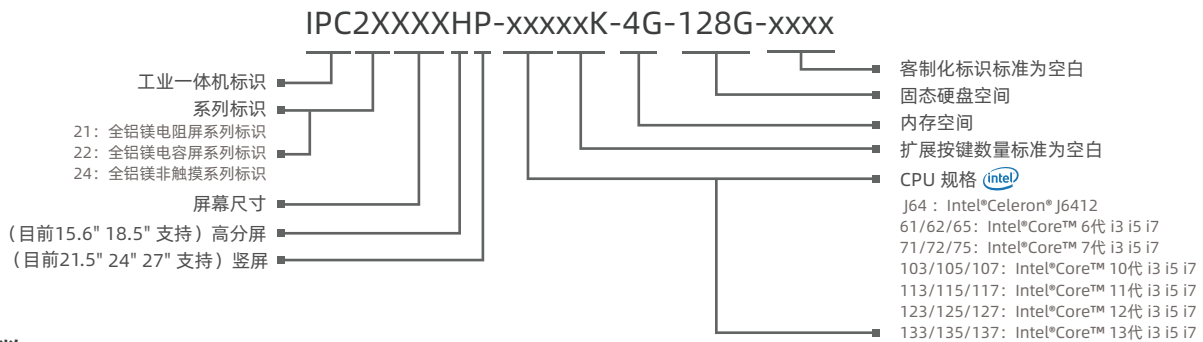 IPC2XXXXHP-xxxxxK-4G-128G-xxxx
工业一体机标识
系列标识
21：全铝镁电阻屏系列标识
22：全铝镁电容屏系列标识
24：全铝镁非触摸系列标识
屏幕尺寸
（目前15.6" 18.5" 支持）高分屏
（目前21.5" 24" 27" 支持）竖屏
客制化标识标准为空白
固态硬盘空间
内存空间
扩展按键数量标准为空白
CPU 规格 intel
J64 ：Intel®Celeron® J6412
61/62/65：Intel®Core™ 6代 i3 i5 i7
71/72/75：Intel®Core™ 7代 i3 i5 i7
103/105/107：Intel®Core™ 10代 i3 i5 i7
113/115/117：Intel®Core™ 11代 i3 i5 i7
123/125/127：Intel®Core™ 12代 i3 i5 i7
133/135/137：Intel®Core™ 13代 i3 i5 i7